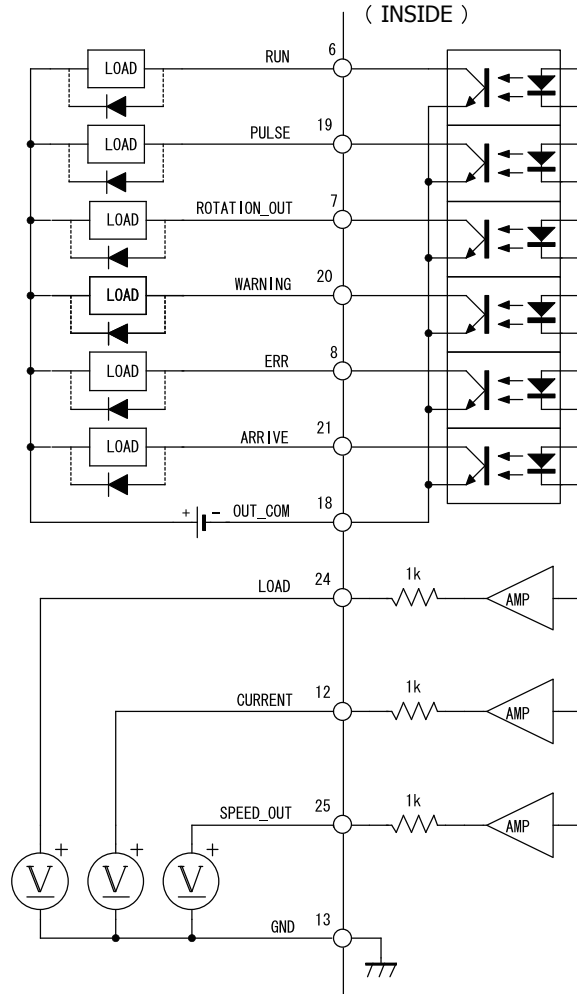 ( INSIDE )
LOAD RUN 6
LOAD PULSE 19
LOAD ROTATION_OUT 7
LOAD WARNING 20
LOAD ERR 8
LOAD ARRIVE 21
+ - OUT_COM 18
LOAD 24 1k AMP
CURRENT 12 1k AMP
SPEED_OUT 25 1k AMP
V + V + V +
GND 13